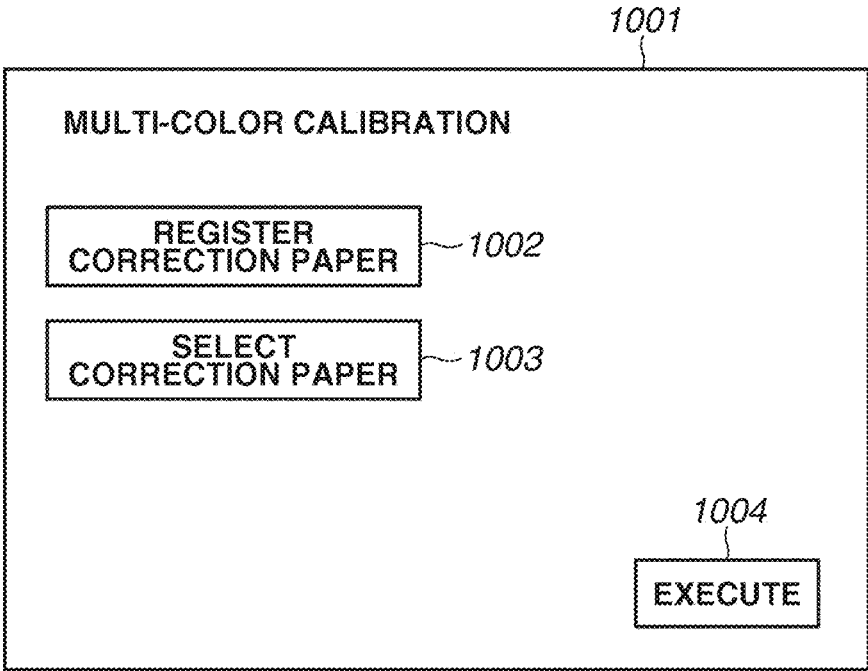 1001
MULTI-COLOR CALIBRATION
REGISTER
CORRECTION PAPER
1002
SELECT
CORRECTION PAPER
1003
1004
EXECUTE